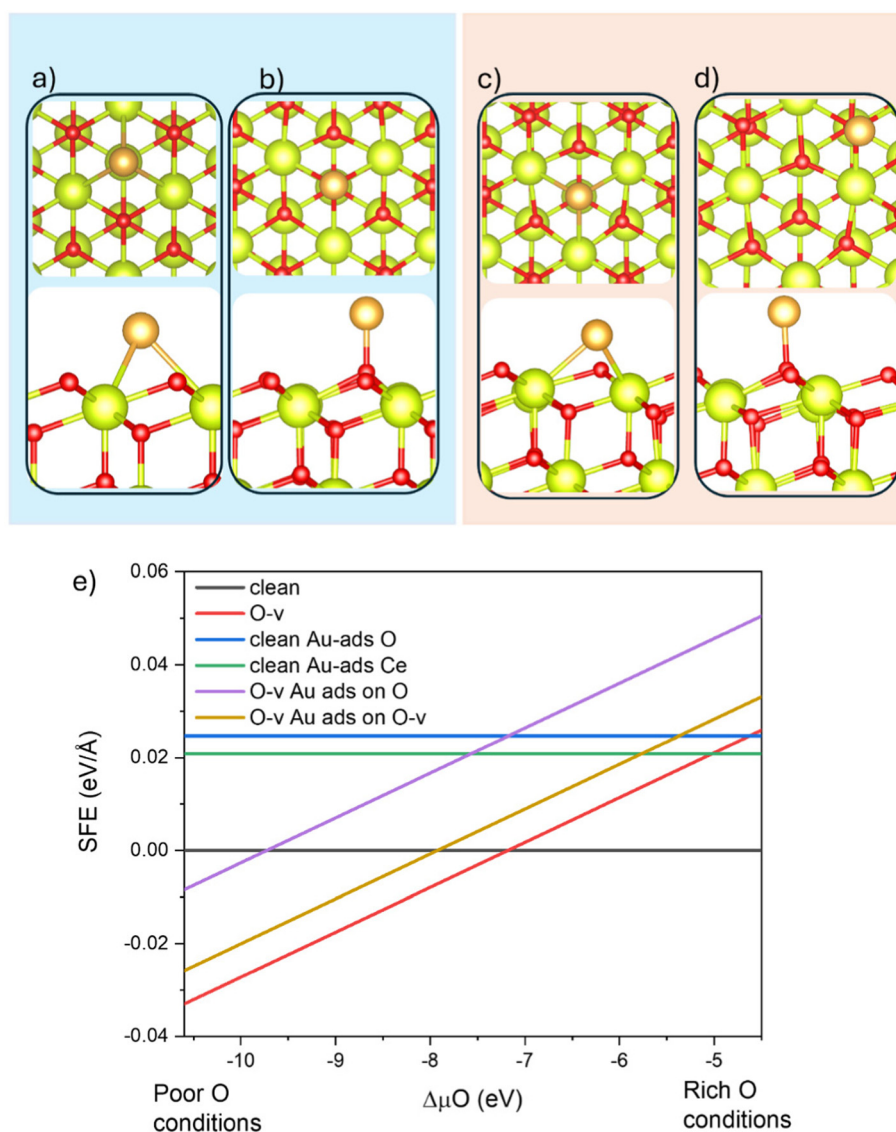 a)
b)
c)
d)
e)
0.06
0.04
0.02
0.00
-0.02
-0.04
SFE (eV/Å)
clean
O-v
clean Au-ads O
clean Au-ads Ce
O-v Au ads on O
O-v Au ads on O-v
-10
-9
-8
-7
-6
-5
Poor O
conditions
ΔμO (eV)
Rich O
conditions